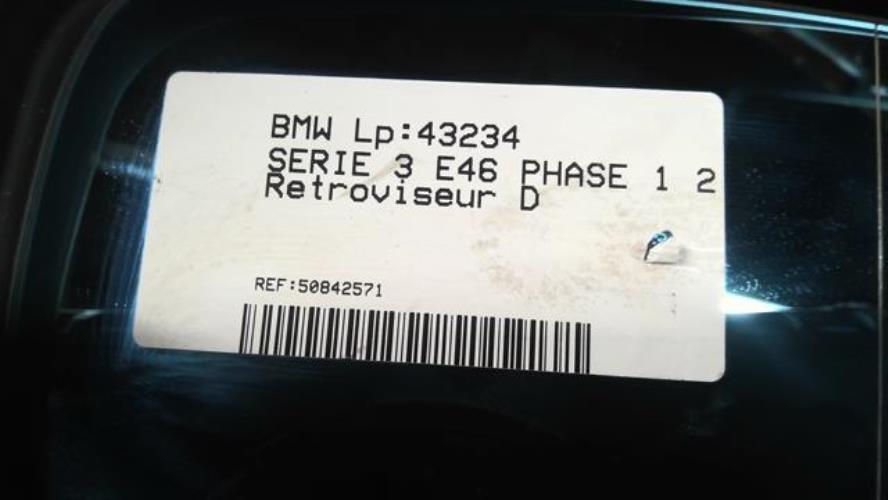 BMW Lp:43234
SERIE 3 E46 PHASE 1 2
Retroviseur D
REF:50842571